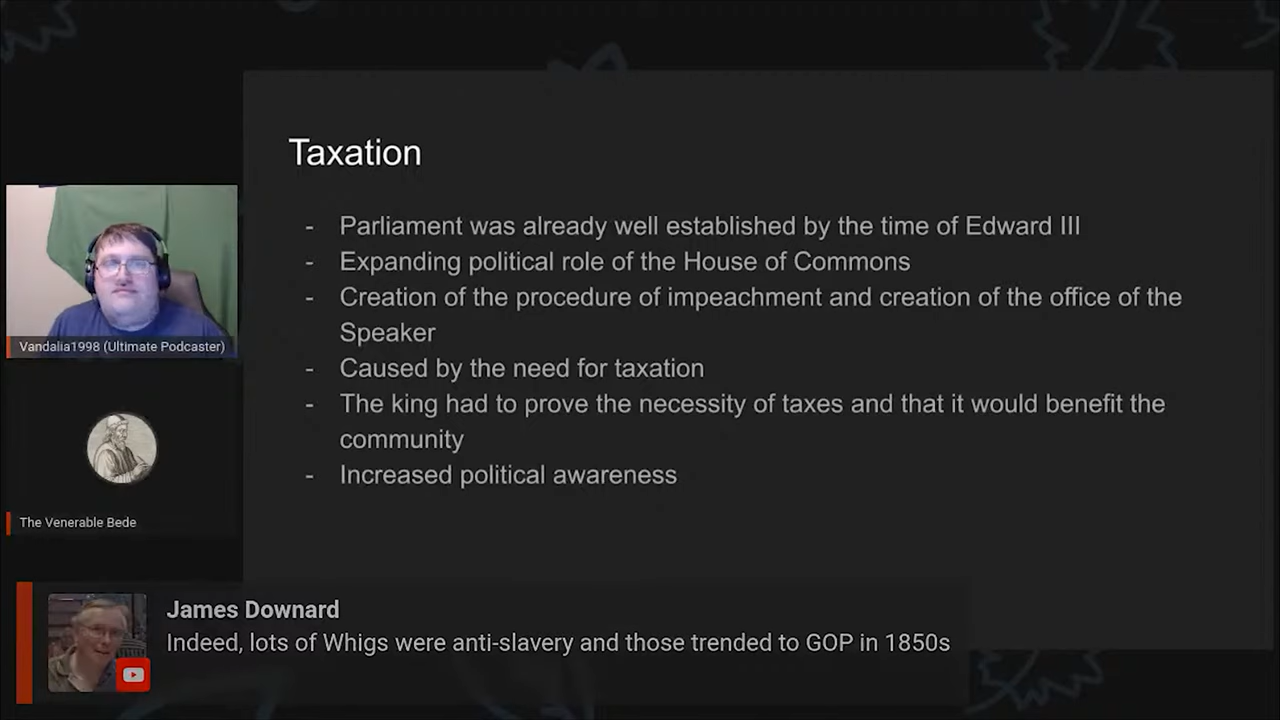 Taxation
- Parliament was already well established by the time of Edward III
- Expanding political role of the House of Commons
- Creation of the procedure of impeachment and creation of the office of the
Speaker
- Caused by the need for taxation
- The king had to prove the necessity of taxes and that it would benefit the
community
- Increased political awareness
Vandalia1998 (Ultimate Podcaster)
The Venerable Bede
James Downard
Indeed, lots of Whigs were anti-slavery and those trended to GOP in 1850s